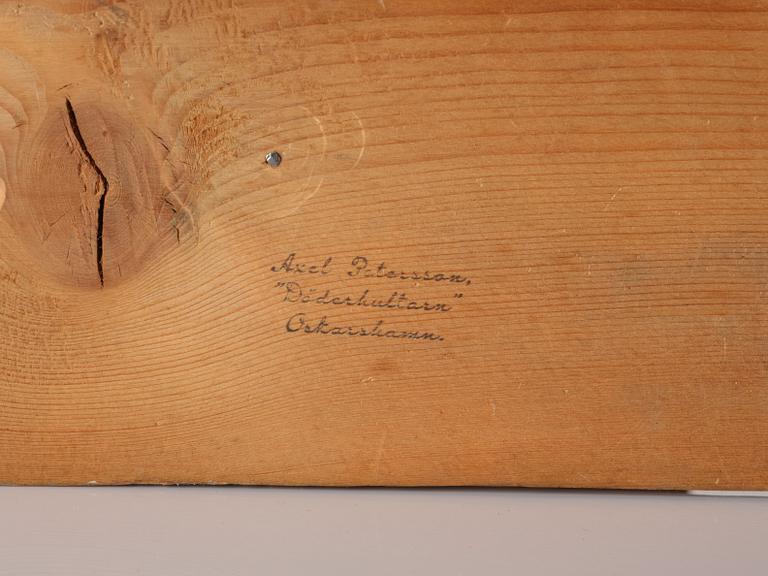 Axel Petersson,
"Döderhultarn"
Oskarshamn.